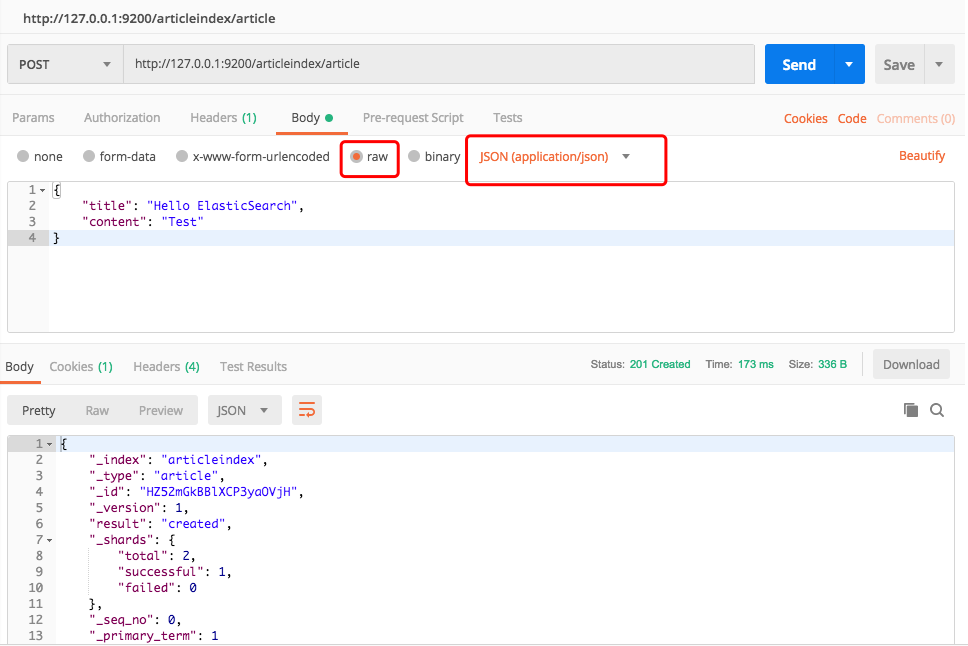 http://127.0.0.1:9200/articleindex/article
POST http://127.0.0.1:9200/articleindex/article Send Save
Params Authorization Headers (1) Body Pre-request Script Tests Cookies Code Comments (0)
none form-data x-www-form-urlencoded raw binary JSON (application/json) Beautify
1 {
2 "title": "Hello ElasticSearch",
3 "content": "Test"
4 }
Body Cookies (1) Headers (4) Test Results Status: 201 Created Time: 173 ms Size: 336 B Download
Pretty Raw Preview JSON
1 {
2 "_index": "articleindex",
3 "_type": "article",
4 "_id": "HZ52mGkBBlXCP3yaOVjH",
5 "_version": 1,
6 "result": "created",
7 "_shards": {
8 "total": 2,
9 "successful": 1,
10 "failed": 0
11 },
12 "_seq_no": 0,
13 "_primary_term": 1